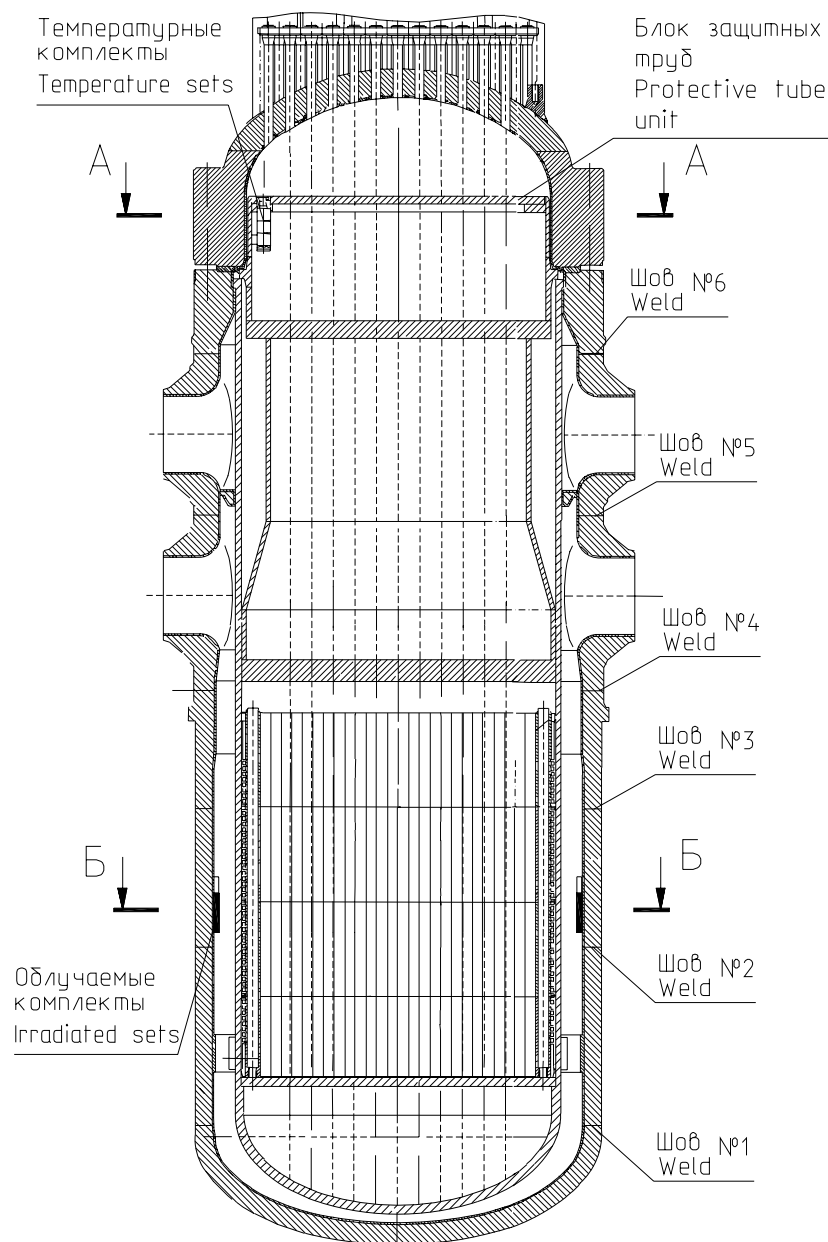 Температурные
комплекты
Temperature sets
Блок защитных
труб
Protective tube
unit
А
А
Шов №6
Weld
Шов №5
Weld
Шов №4
Weld
Шов №3
Weld
Б
Б
Шов №2
Weld
Облучаемые
комплекты
Irradiated sets
Шов №1
Weld